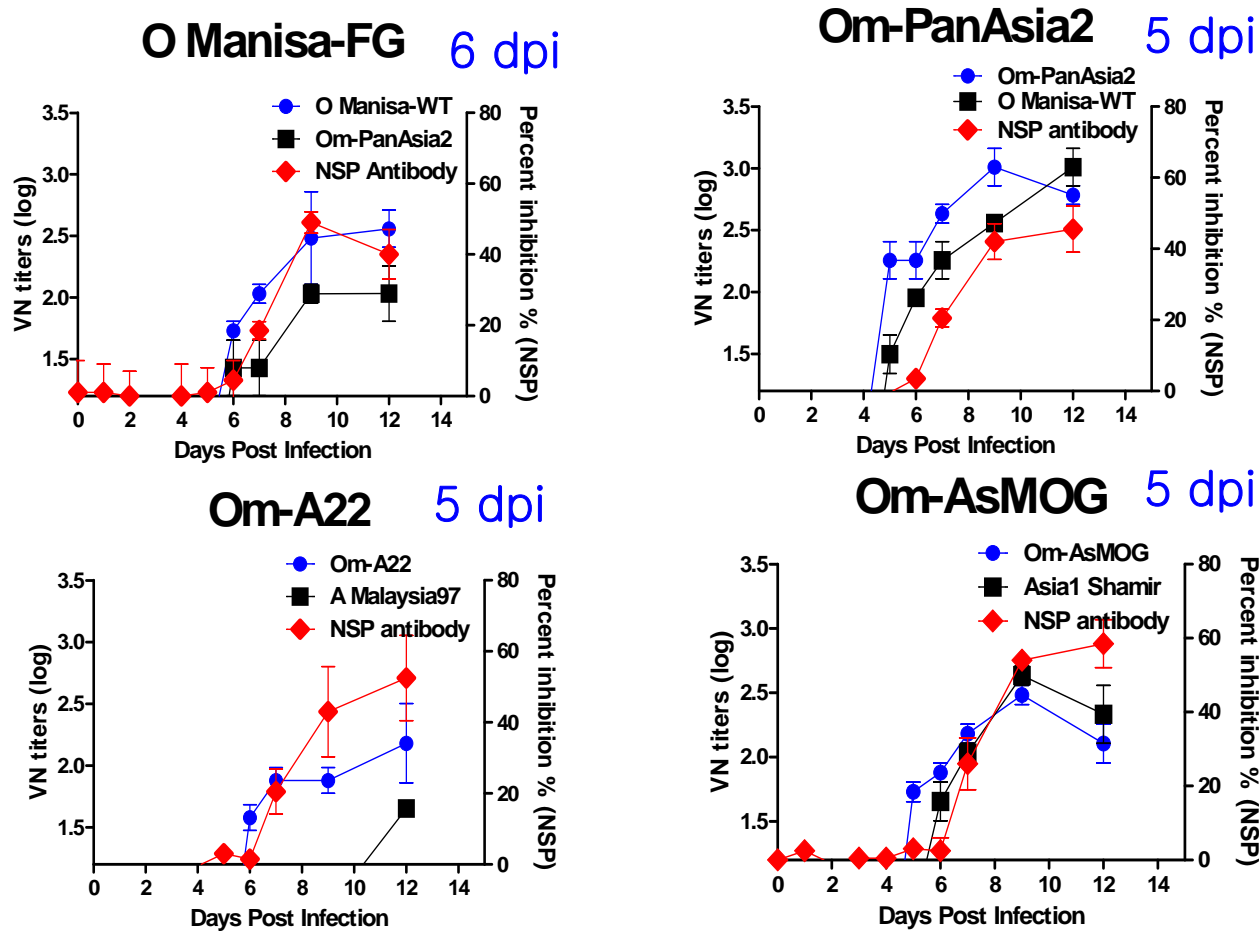 O Manisa-FG 6 dpi
O Manisa-WT
Om-PanAsia2
NSP Antibody
3.5
3.0
2.5
2.0
1.5
VN titers (log)
80
60
40
20
0
Percent inhibition % (NSP)
0 2 4 6 8 10 12 14
Days Post Infection
Om-PanAsia2 5 dpi
Om-PanAsia2
O Manisa-WT
NSP antibody
3.5
3.0
2.5
2.0
1.5
VN titers (log)
80
60
40
20
0
Percent inhibition % (NSP)
0 2 4 6 8 10 12 14
Days Post Infection
Om-A22 5 dpi
Om-A22
A Malaysia97
NSP antibody
3.5
3.0
2.5
2.0
1.5
VN titers (log)
80
60
40
20
0
Percent inhibition % (NSP)
0 2 4 6 8 10 12 14
Days Post Infection
Om-AsMOG 5 dpi
Om-AsMOG
Asia1 Shamir
NSP antibody
3.5
3.0
2.5
2.0
1.5
VN titers (log)
80
60
40
20
0
Percent inhibition % (NSP)
0 2 4 6 8 10 12 14
Days Post Infection